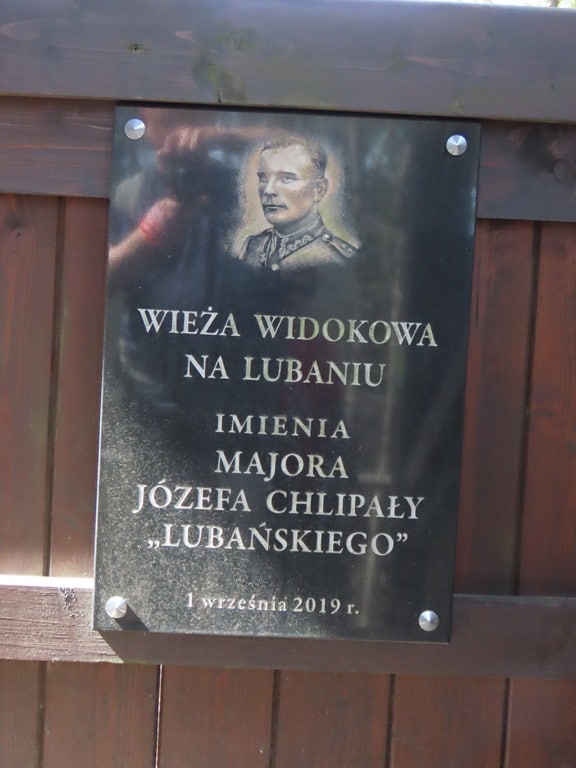 WIEŻA WIDOKOWA
NA LUBANIU
IMIENIA
MAJORA
JÓZEFA CHLIPAŁY
„LUBAŃSKIEGO”
1 września 2019 r.